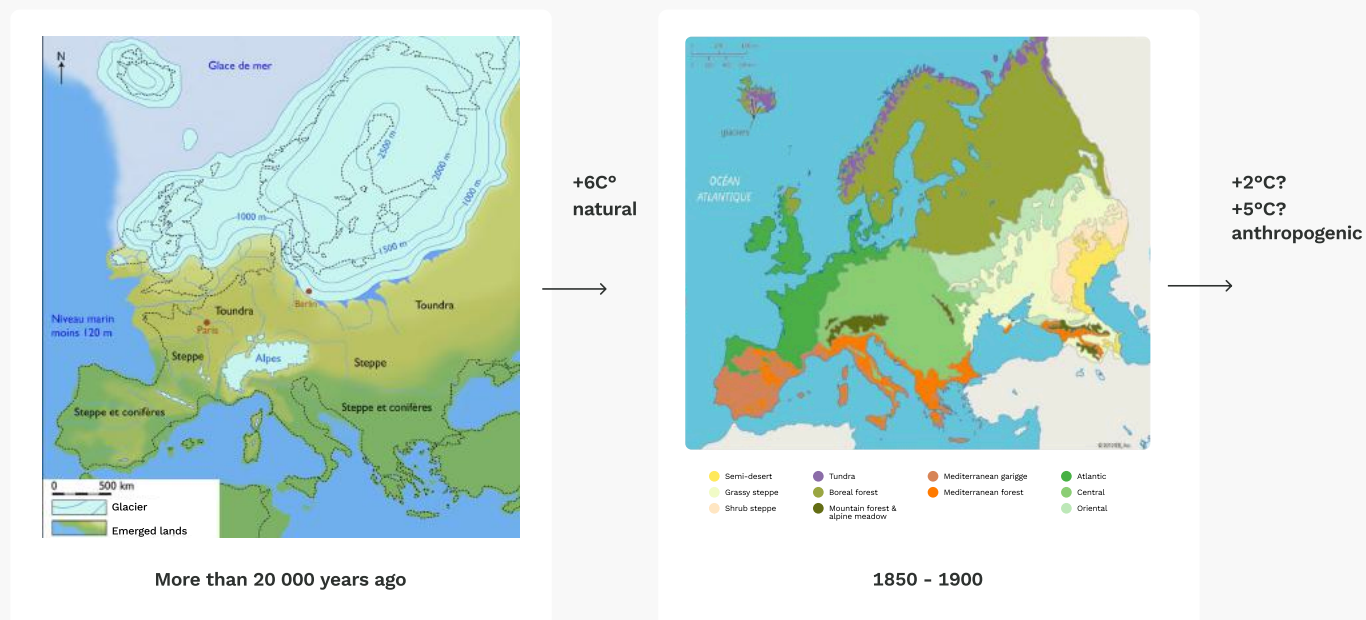 N
Glace de mer
2500 m
2000 m
1000 m
1000 m
1500 m
Berlin
Toundra
Toundra
Paris
Niveau marin
moins 120 m
Steppe
Alpes
Steppe
Steppe et conifères
Steppe et conifères
0 500 km
Glacier
Emerged lands
More than 20 000 years ago
+6C°
natural
glaciers
OCÉAN
ATLANTIQUE
Semi-desert
Grassy steppe
Shrub steppe
Tundra
Boreal forest
Mountain forest &
alpine meadow
Mediterranean garigge
Mediterranean forest
Atlantic
Central
Oriental
1850 - 1900
+2°C?
+5°C?
anthropogenic